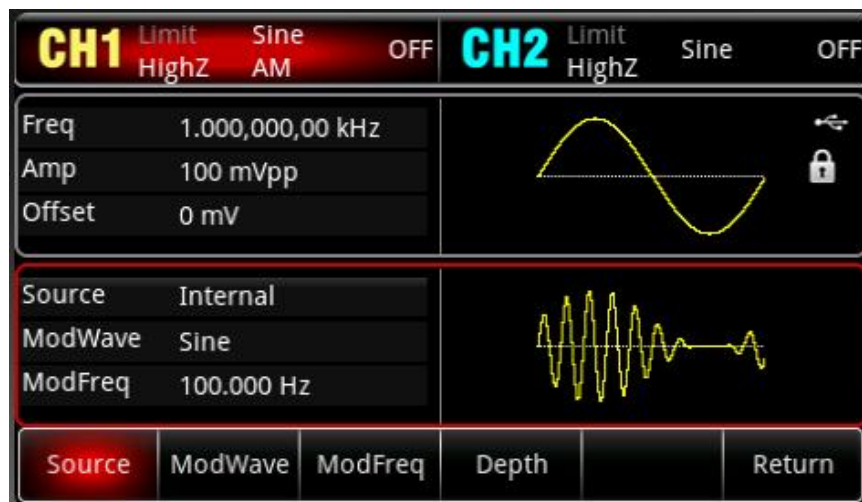 CH1 Limit Sine OFF CH2 Limit Sine OFF
HighZ AM HighZ
Freq 1.000,000,00 kHz
Amp 100 mVpp
Offset 0 mV
Source Internal
ModWave Sine
ModFreq 100.000 Hz
Source ModWave ModFreq Depth Return